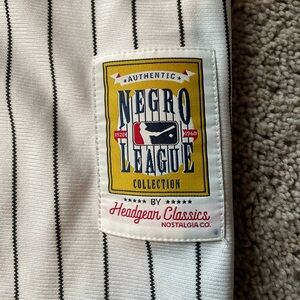 AUTHENTIC
NEGRO
1920 1960
LEAGUE
COLLECTION
BY
Headgear Classics
NOSTALGIA CO.